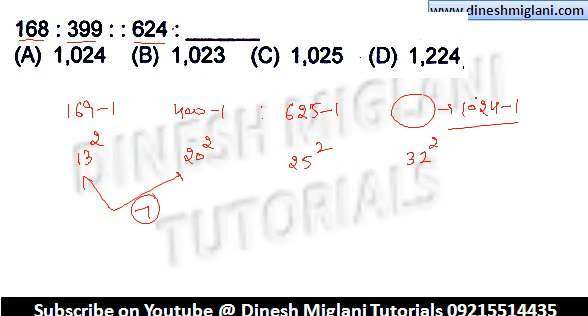 www.dineshmiglani.com
168 : 399 : : 624 : ______
(A) 1,024 (B) 1,023 (C) 1,025 (D) 1,224
169-1 400-1 : 625-1 → 1024-1
13² 20² 25² 32²
7
DINESH MIGLANI
TUTORIALS
Subscribe on Youtube @ Dinesh Miglani Tutorials 09215514435